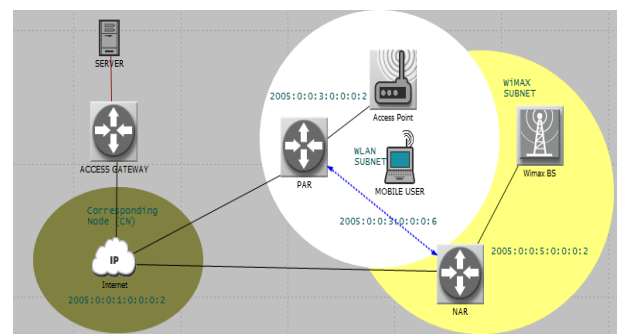 SERVER
ACCESS GATEWAY
Corresponding
Node (CN)
IP
Internet
2005:0:0:1:0:0:0:2
2005:0:0:3:0:0:0:2
Access Point
PAR
WLAN
SUBNET
MOBILE USER
2005:0:0:3:0:0:0:6
WiMAX
SUBNET
Wimax BS
2005:0:0:5:0:0:0:2
NAR